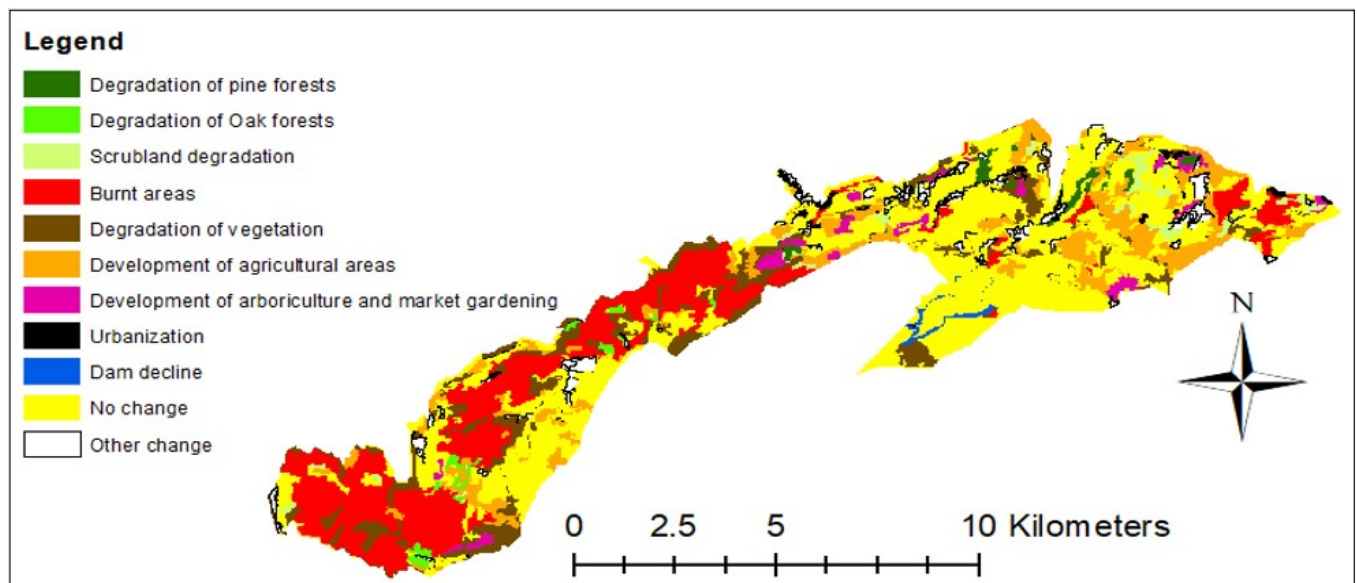 Legend
Degradation of pine forests
Degradation of Oak forests
Scrubland degradation
Burnt areas
Degradation of vegetation
Development of agricultural areas
Development of arboriculture and market gardening
Urbanization
Dam decline
No change
Other change
N
0 2.5 5 10 Kilometers